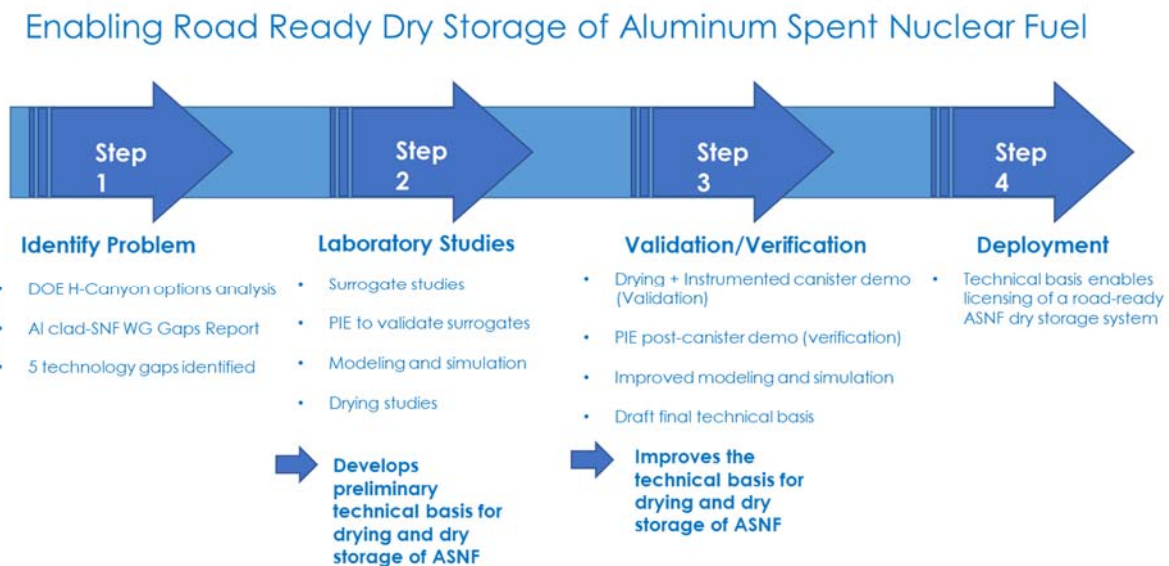 Enabling Road Ready Dry Storage of Aluminum Spent Nuclear Fuel
Step
1
Step
2
Step
3
Step
4
Identify Problem
• DOE H-Canyon options analysis
• Al clad-SNF WG Gaps Report
• 5 technology gaps identified
Laboratory Studies
• Surrogate studies
• PIE to validate surrogates
• Modeling and simulation
• Drying studies
Develops
preliminary
technical basis for
drying and dry
storage of ASNF
Validation/Verification
• Drying + Instrumented canister demo
(Validation)
• PIE post-canister demo (verification)
• Improved modeling and simulation
• Draft final technical basis
Improves the
technical basis for
drying and dry
storage of ASNF
Deployment
• Technical basis enables
licensing of a road-ready
ASNF dry storage system